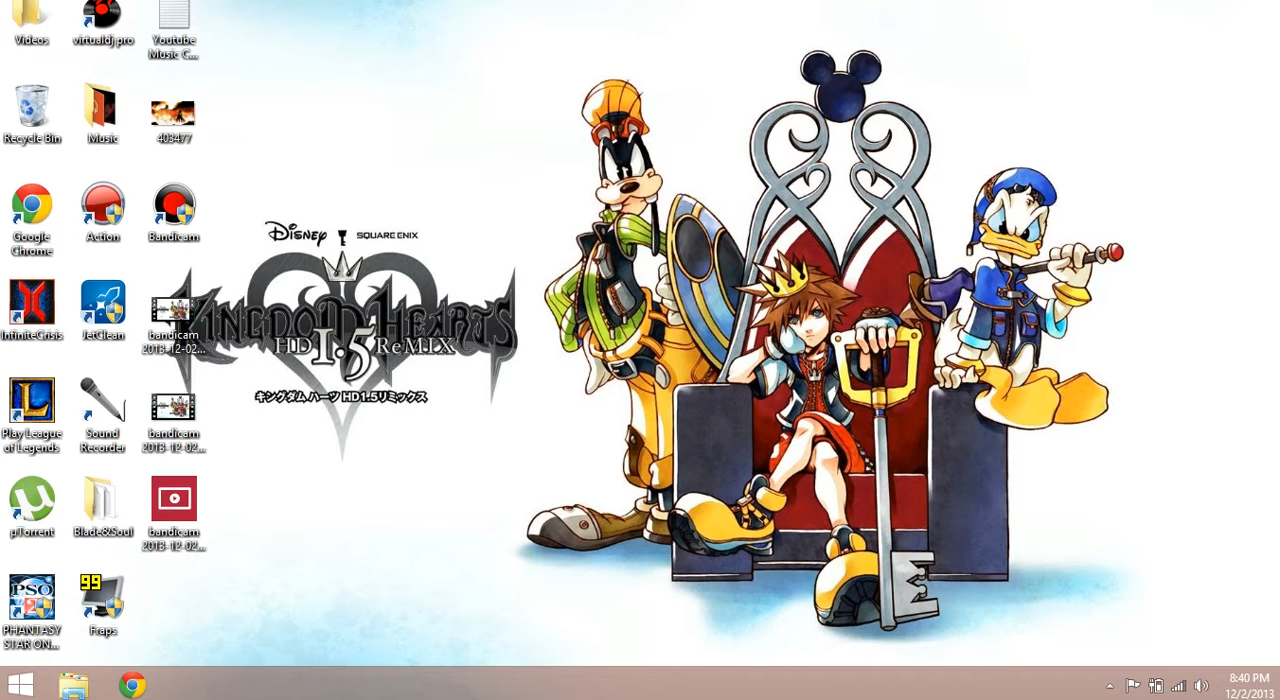 Videos
virtualdj pro
Youtube
Music C...
Recycle Bin
Music
403477
Google
Chrome
Action
Bandicam
InfiniteCrisis
JetClean
bandicam
2013-12-02...
Play League
of Legends
Sound
Recorder
bandicam
2013-12-02...
µTorrent
Blade&Soul
bandicam
2013-12-02...
PSO
2
PHANTASY
STAR ON...
99
Fraps
Disney
SQUARE ENIX
KINGDOM HEARTS
HD 1.5 ReMIX
キングダム ハーツ HD1.5リミックス
8:40 PM
12/2/2013